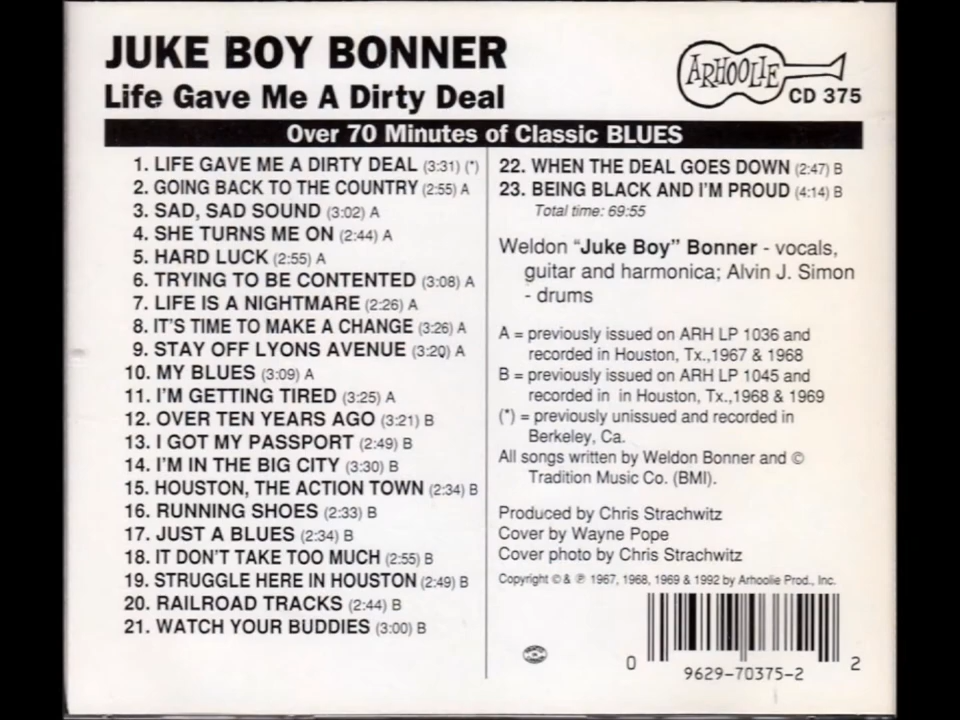 JUKE BOY BONNER
Life Gave Me A Dirty Deal
ARHOOLIE
CD 375
Over 70 Minutes of Classic BLUES
1. LIFE GAVE ME A DIRTY DEAL (3:31) (*)
2. GOING BACK TO THE COUNTRY (2:55) A
3. SAD, SAD SOUND (3:02) A
4. SHE TURNS ME ON (2:44) A
5. HARD LUCK (2:55) A
6. TRYING TO BE CONTENTED (3:08) A
7. LIFE IS A NIGHTMARE (2:26) A
8. IT'S TIME TO MAKE A CHANGE (3:26) A
9. STAY OFF LYONS AVENUE (3:20) A
10. MY BLUES (3:09) A
11. I'M GETTING TIRED (3:25) A
12. OVER TEN YEARS AGO (3:21) B
13. I GOT MY PASSPORT (2:49) B
14. I'M IN THE BIG CITY (3:30) B
15. HOUSTON, THE ACTION TOWN (2:34) B
16. RUNNING SHOES (2:33) B
17. JUST A BLUES (2:34) B
18. IT DON'T TAKE TOO MUCH (2:55) B
19. STRUGGLE HERE IN HOUSTON (2:49) B
20. RAILROAD TRACKS (2:44) B
21. WATCH YOUR BUDDIES (3:00) B
22. WHEN THE DEAL GOES DOWN (2:47) B
23. BEING BLACK AND I'M PROUD (4:14) B
Total time: 69:55
Weldon "Juke Boy" Bonner - vocals,
guitar and harmonica; Alvin J. Simon
- drums
A = previously issued on ARH LP 1036 and
recorded in Houston, Tx.,1967 & 1968
B = previously issued on ARH LP 1045 and
recorded in in Houston, Tx.,1968 & 1969
(*) = previously unissued and recorded in
Berkeley, Ca.
All songs written by Weldon Bonner and ©
Tradition Music Co. (BMI).
Produced by Chris Strachwitz
Cover by Wayne Pope
Cover photo by Chris Strachwitz
Copyright © & ℗ 1967, 1968, 1969 & 1992 by Arhoolie Prod., Inc.
0 9629-70375-2 2